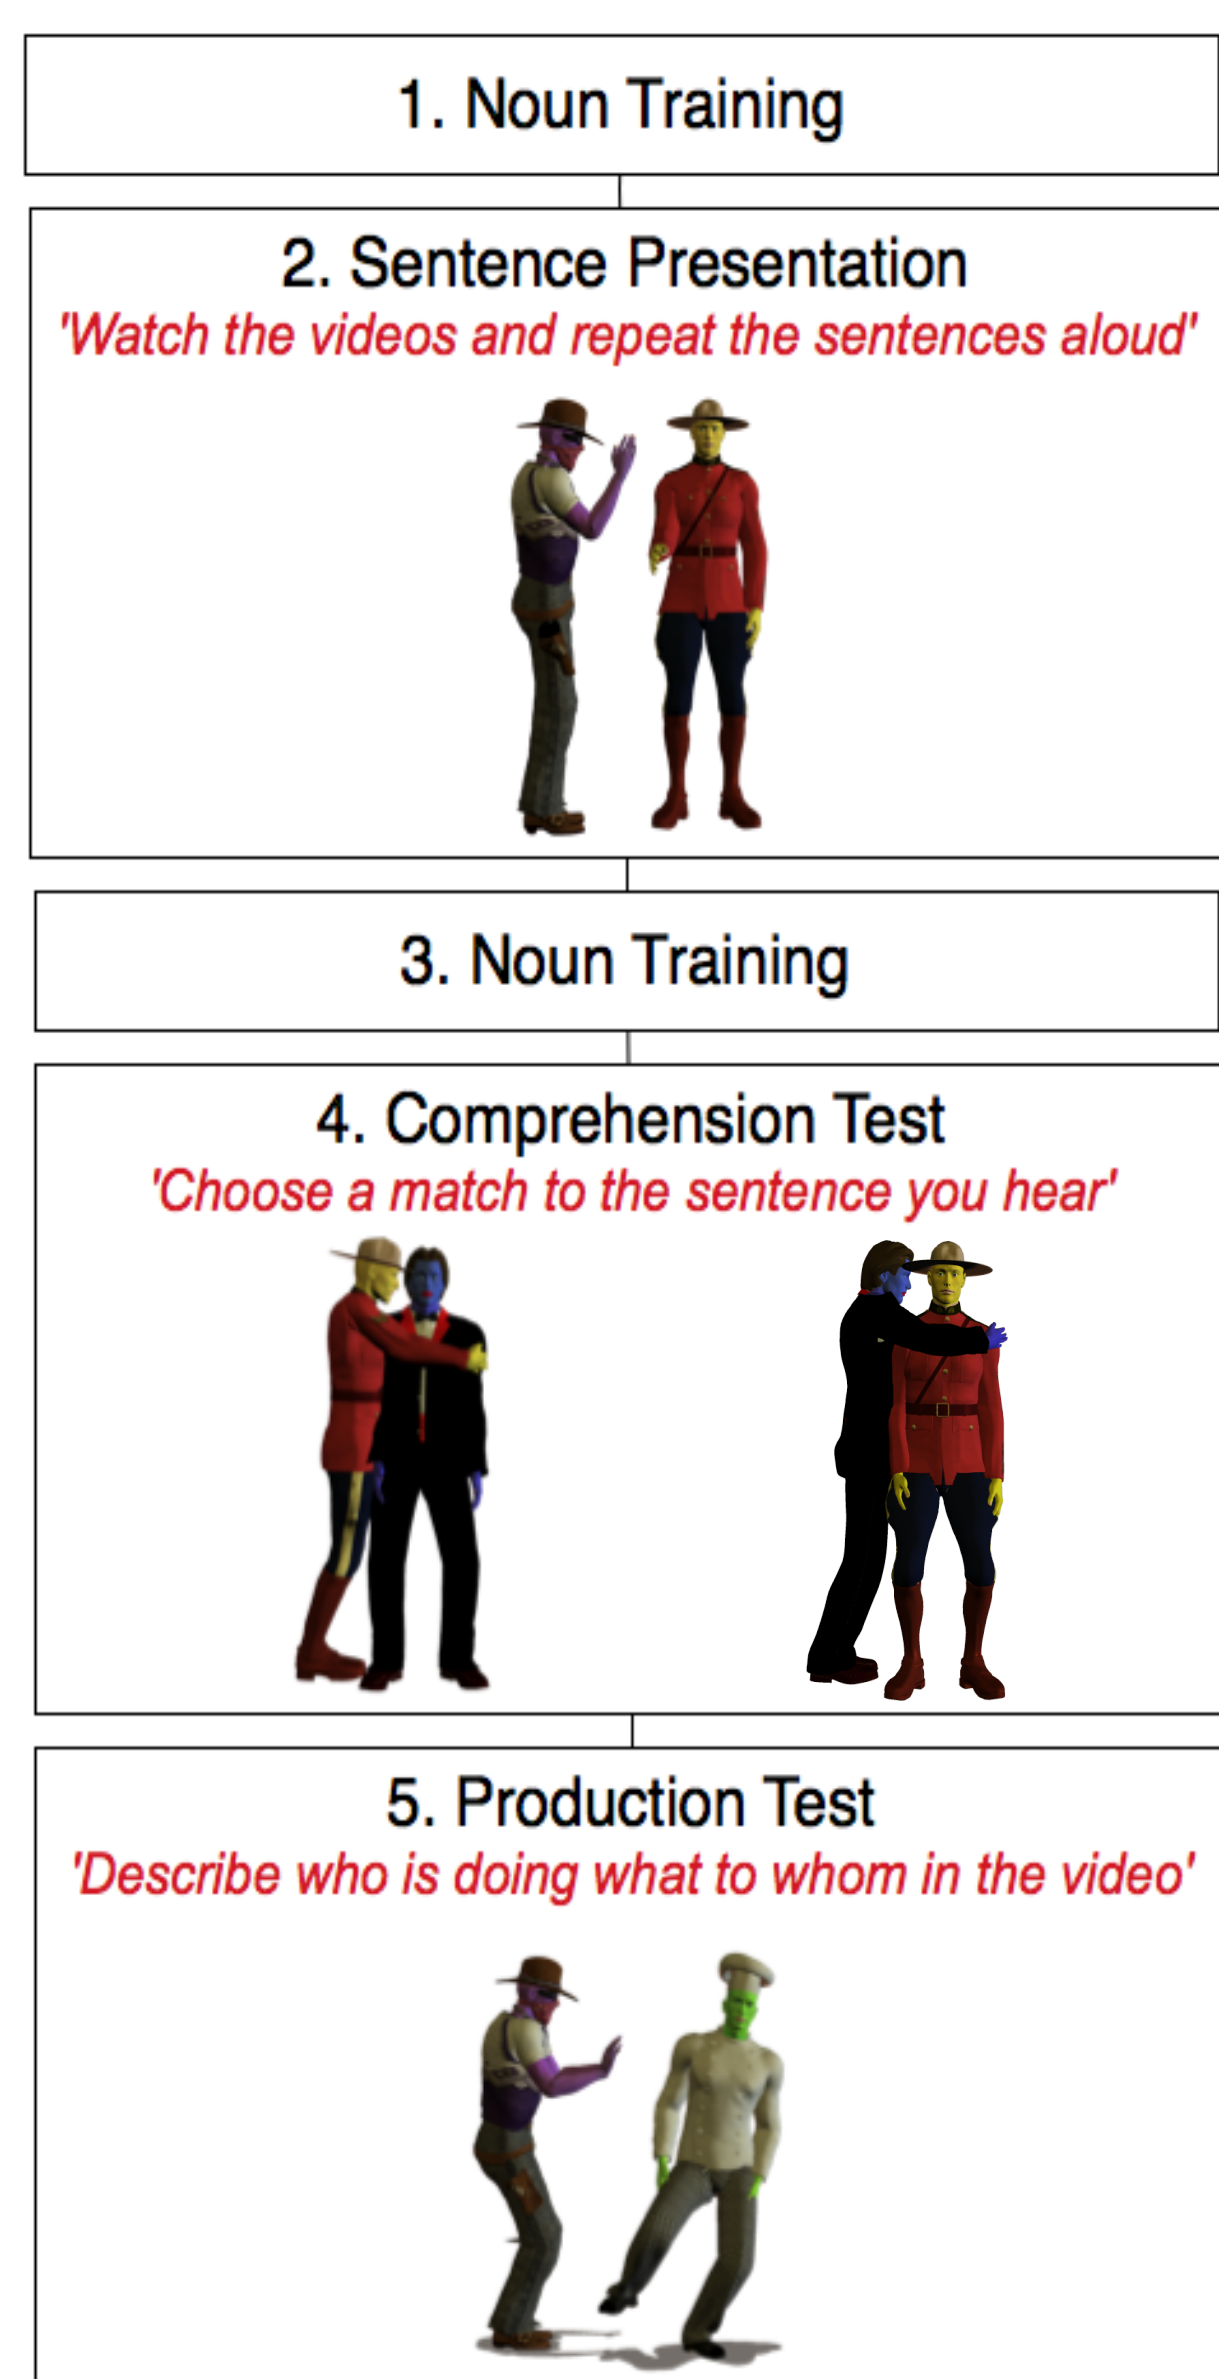 1. Noun Training
2. Sentence Presentation
'Watch the videos and repeat the sentences aloud'
3. Noun Training
4. Comprehension Test
'Choose a match to the sentence you hear'
5. Production Test
'Describe who is doing what to whom in the video'